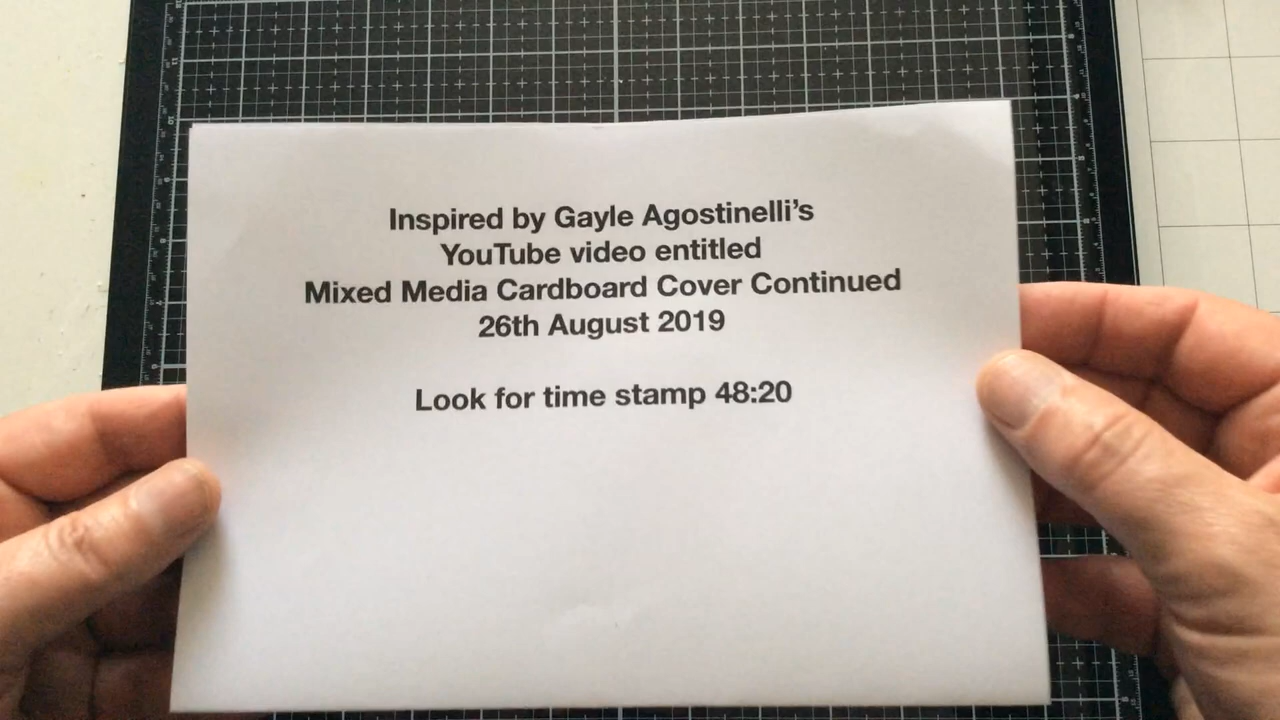 Inspired by Gayle Agostinelli’s
YouTube video entitled
Mixed Media Cardboard Cover Continued
26th August 2019
Look for time stamp 48:20